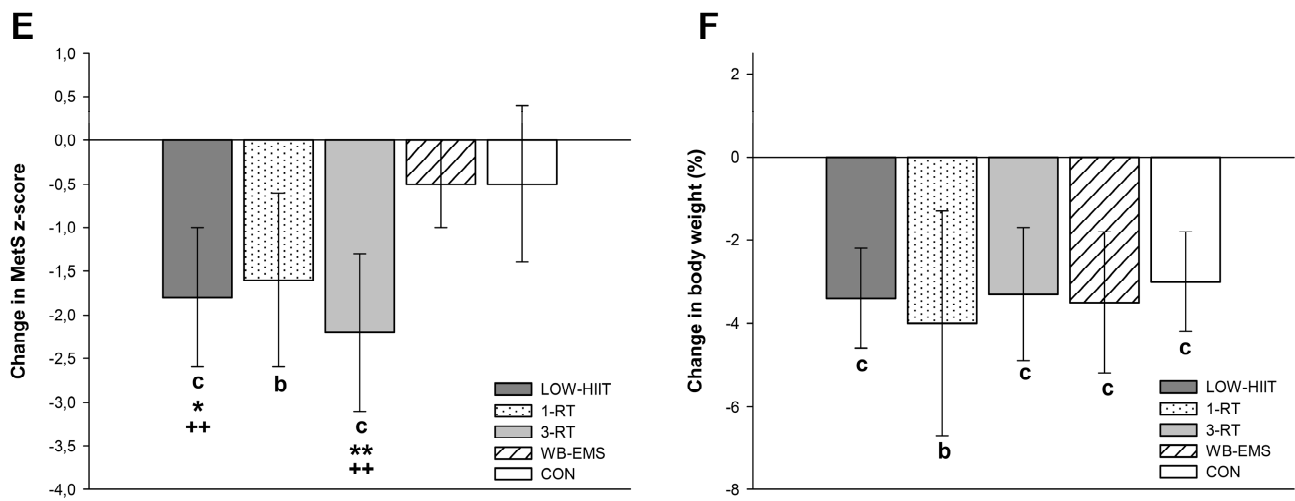 E
1,0
0,5
0,0
-0,5
-1,0
-1,5
-2,0
-2,5
-3,0
-3,5
-4,0
Change in MetS z-score
c
*
++
b
c
**
++
LOW-HIIT
1-RT
3-RT
WB-EMS
CON
F
2
0
-2
-4
-6
-8
Change in body weight (%)
c
b
c
c
c
LOW-HIIT
1-RT
3-RT
WB-EMS
CON